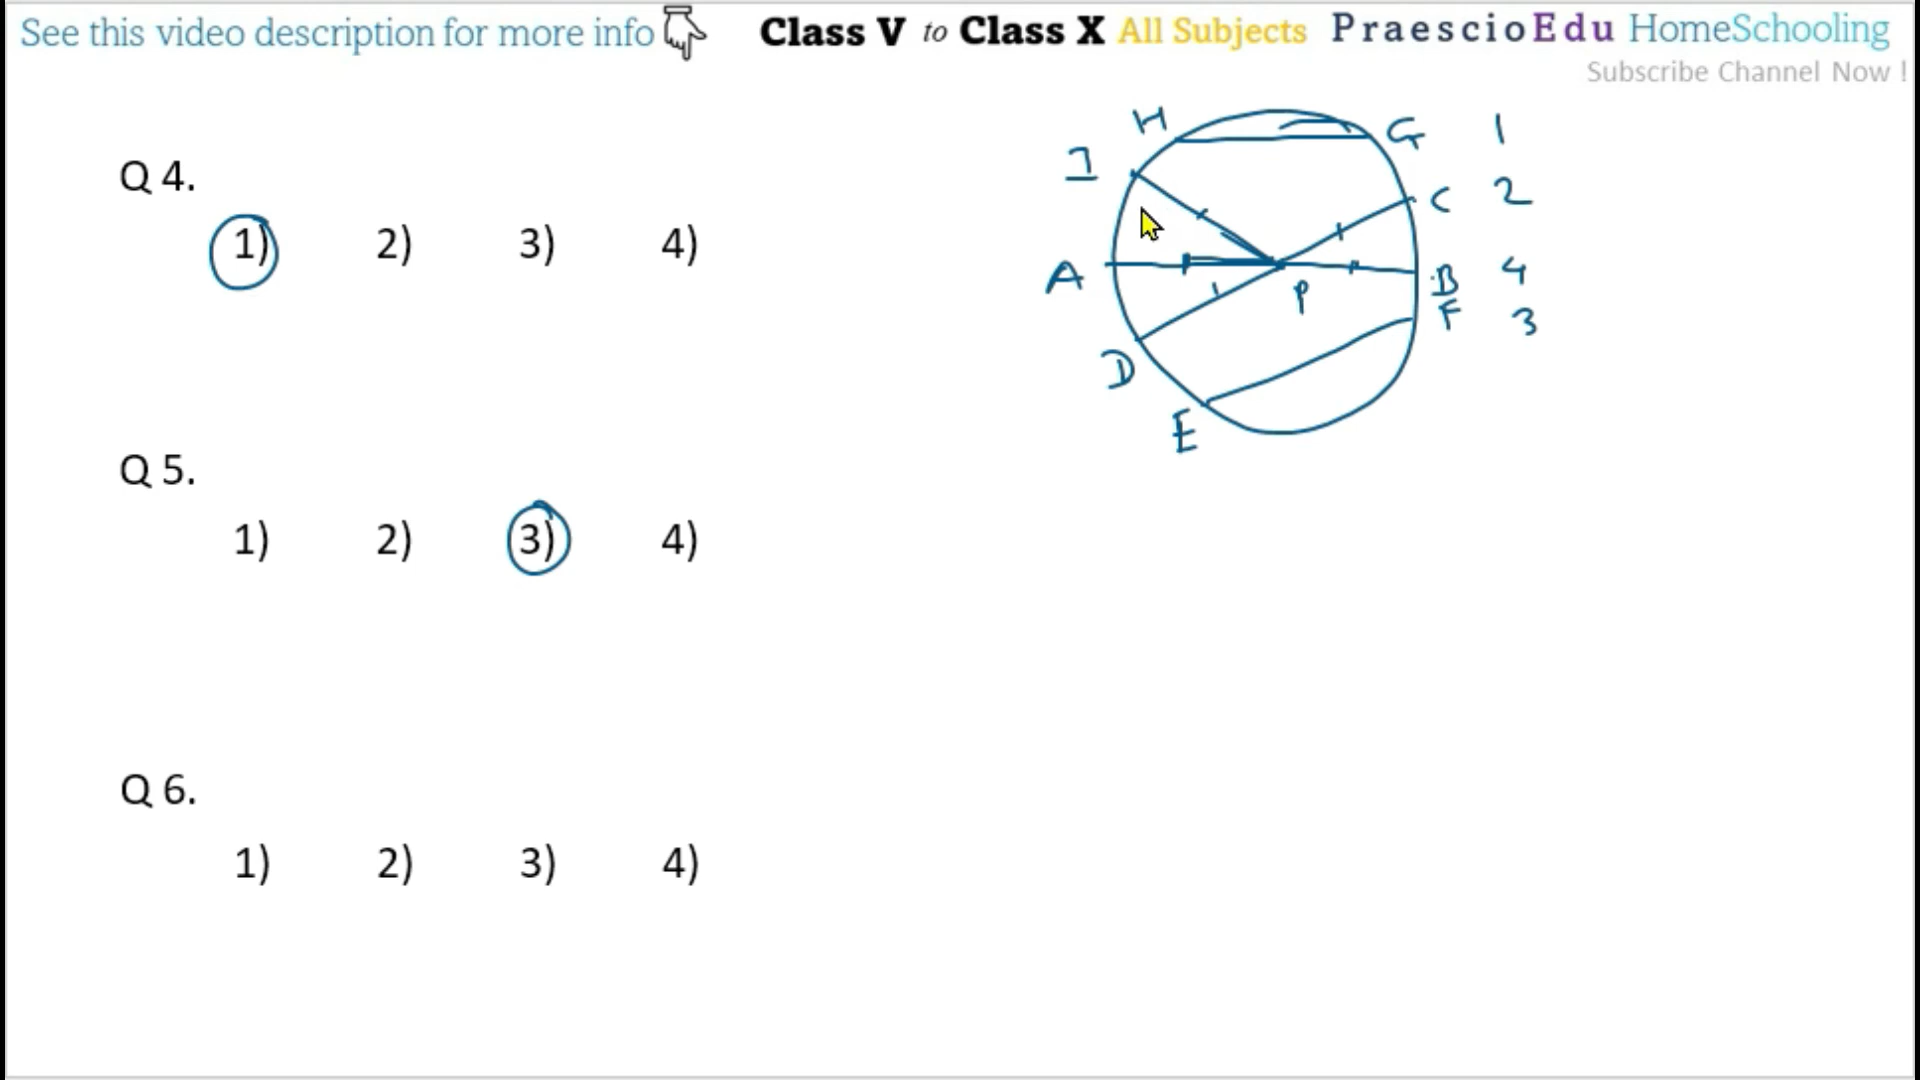 See this video description for more info Class V to Class X All Subjects PraescioEdu HomeSchooling
Subscribe Channel Now !
H G 1
I C 2
Q 4.
1) 2) 3) 4)
A P B 4
F 3
D
E
Q 5.
1) 2) 3) 4)
Q 6.
1) 2) 3) 4)